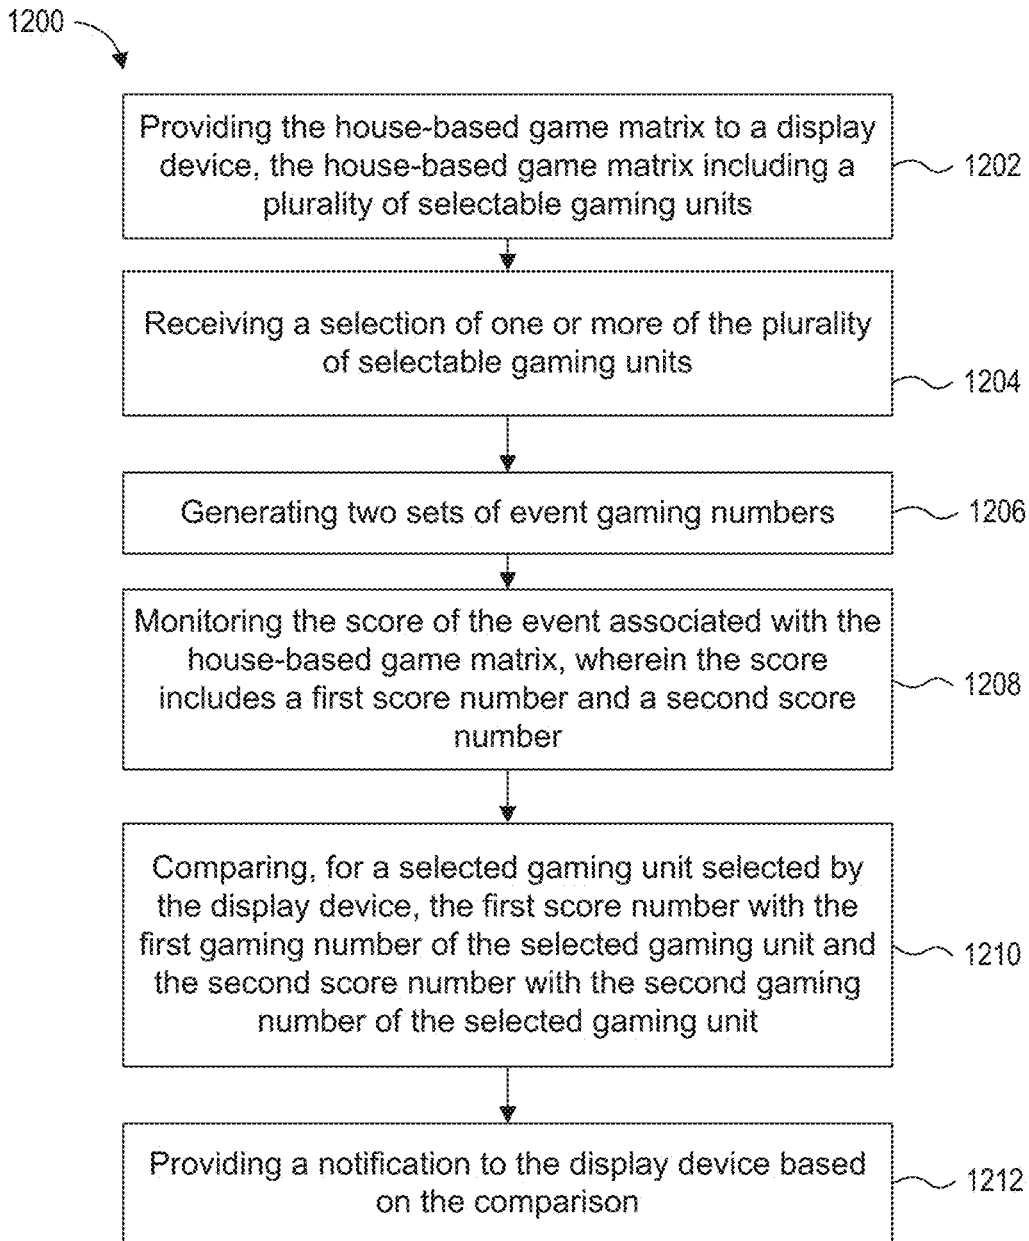 1200
Providing the house-based game matrix to a display
device, the house-based game matrix including a
plurality of selectable gaming units
1202
Receiving a selection of one or more of the plurality
of selectable gaming units
1204
Generating two sets of event gaming numbers
1206
Monitoring the score of the event associated with the
house-based game matrix, wherein the score
includes a first score number and a second score
number
1208
Comparing, for a selected gaming unit selected by
the display device, the first score number with the
first gaming number of the selected gaming unit and
the second score number with the second gaming
number of the selected gaming unit
1210
Providing a notification to the display device based
on the comparison
1212